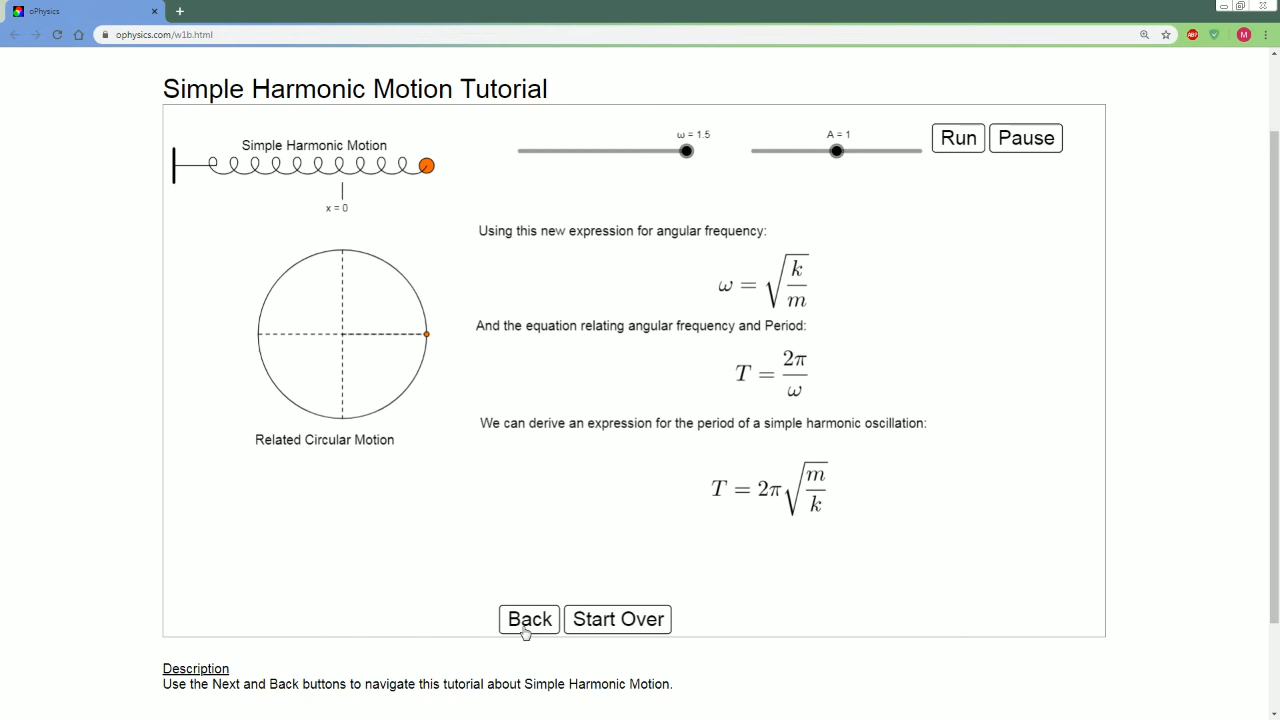 oPhysics
ophysics.com/w1b.html
ABP
M
Simple Harmonic Motion Tutorial
Simple Harmonic Motion
x = 0
ω = 1.5
A = 1
Run
Pause
Using this new expression for angular frequency:
ω = √(k/m)
And the equation relating angular frequency and Period:
T = 2π/ω
We can derive an expression for the period of a simple harmonic oscillation:
T = 2π√(m/k)
Related Circular Motion
Back
Start Over
Description
Use the Next and Back buttons to navigate this tutorial about Simple Harmonic Motion.